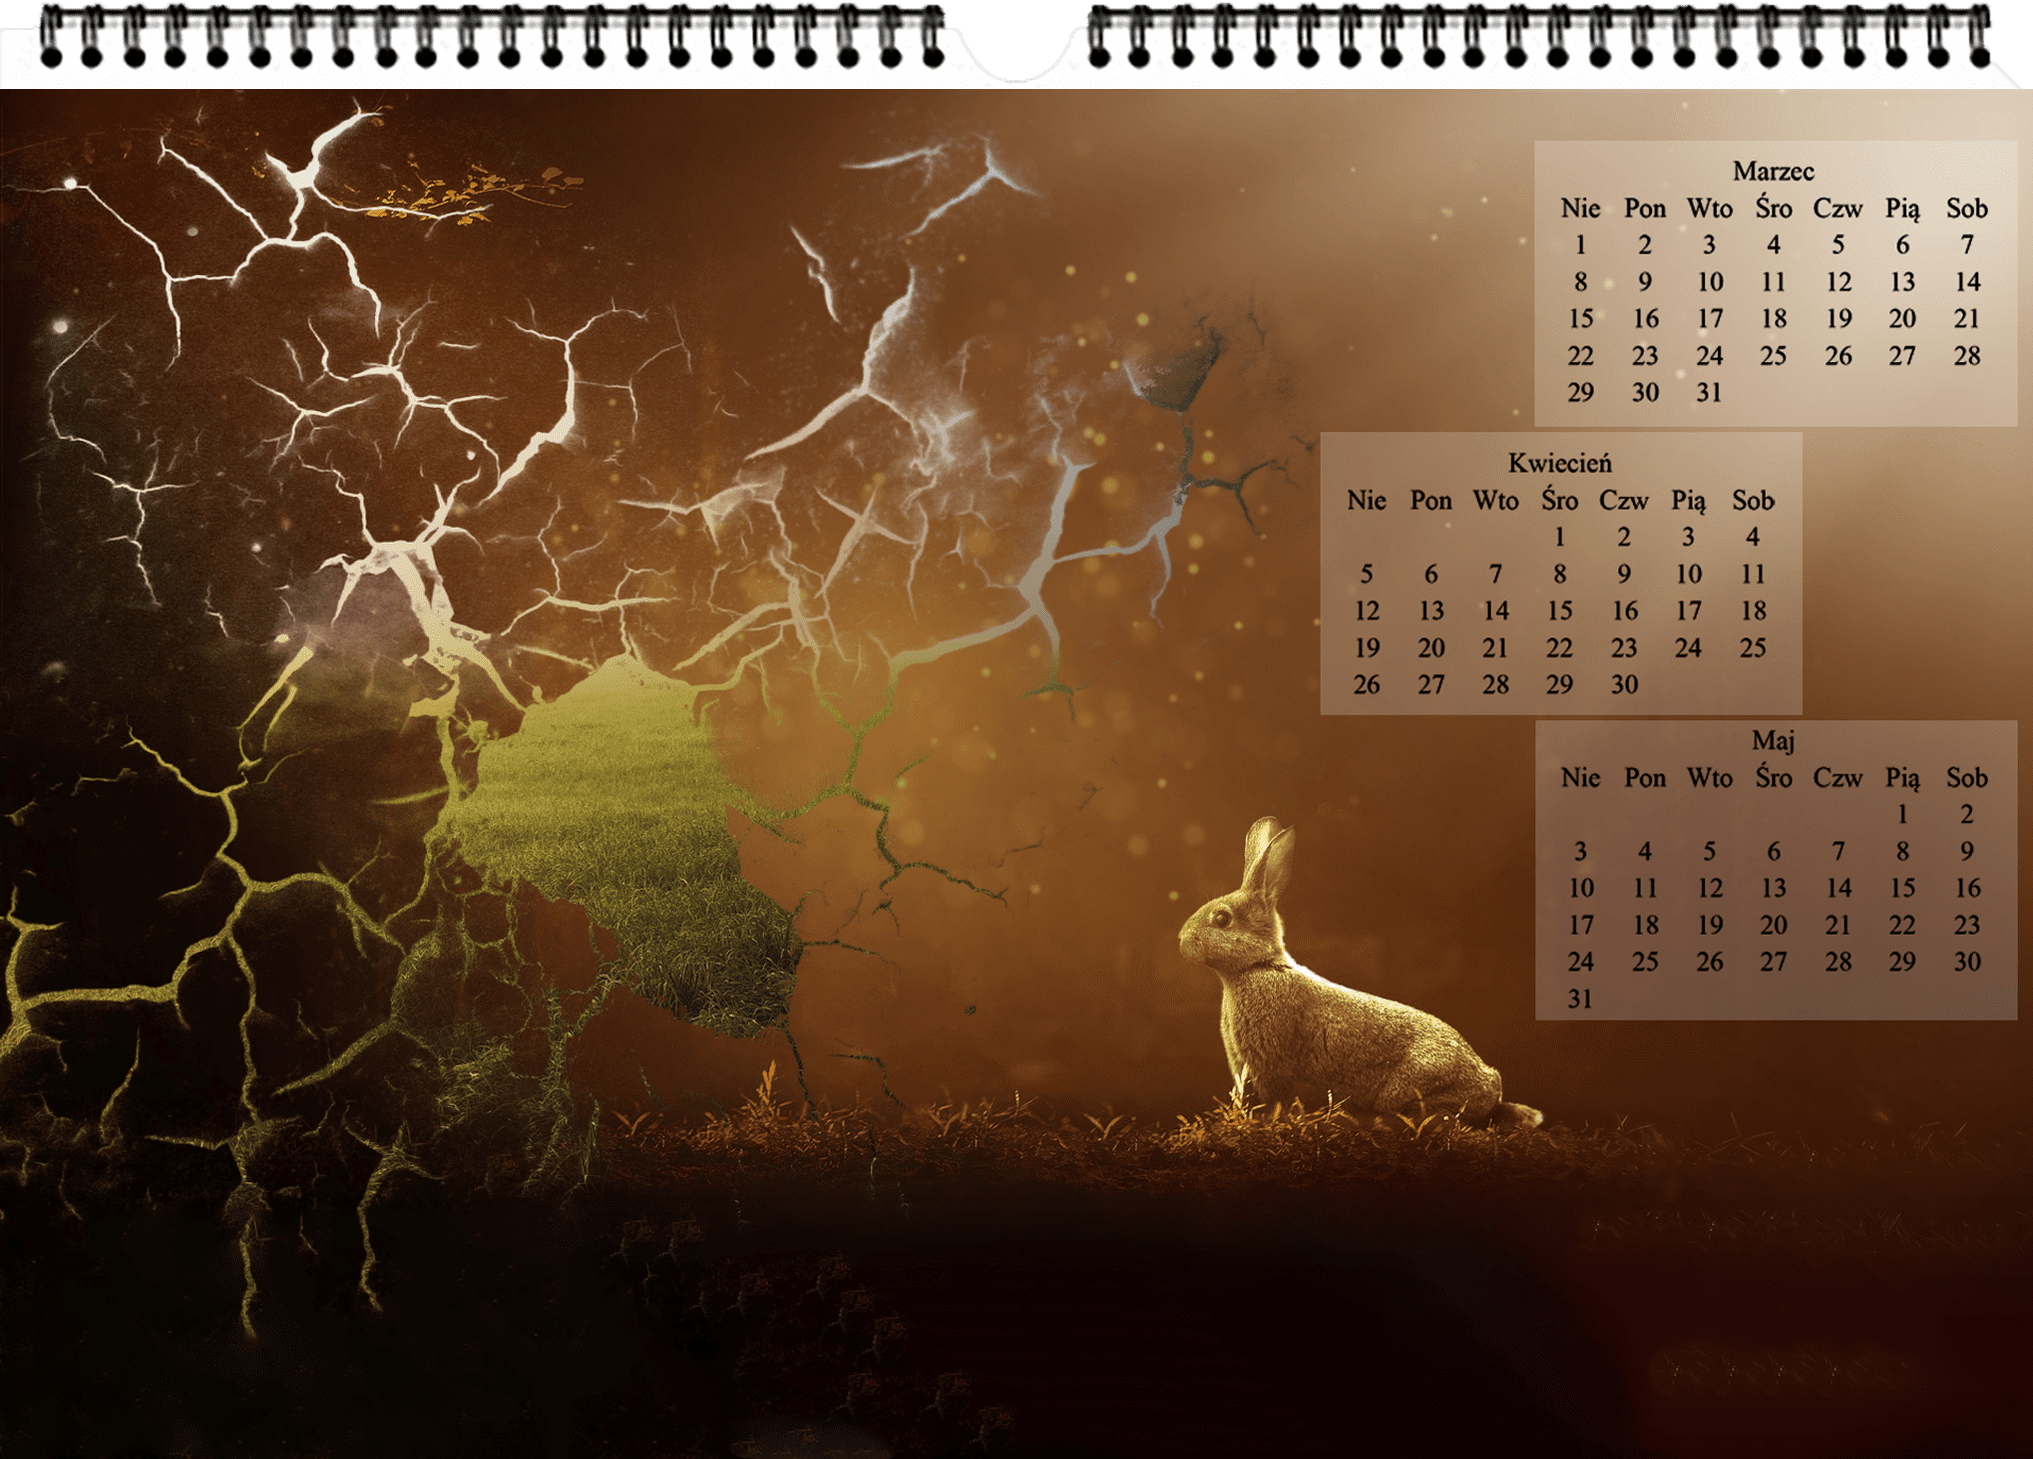 Marzec
Nie Pon Wto Śro Czw Pią Sob
1 2 3 4 5 6 7
8 9 10 11 12 13 14
15 16 17 18 19 20 21
22 23 24 25 26 27 28
29 30 31
Kwiecień
Nie Pon Wto Śro Czw Pią Sob
1 2 3 4
5 6 7 8 9 10 11
12 13 14 15 16 17 18
19 20 21 22 23 24 25
26 27 28 29 30
Maj
Nie Pon Wto Śro Czw Pią Sob
1 2
3 4 5 6 7 8 9
10 11 12 13 14 15 16
17 18 19 20 21 22 23
24 25 26 27 28 29 30
31